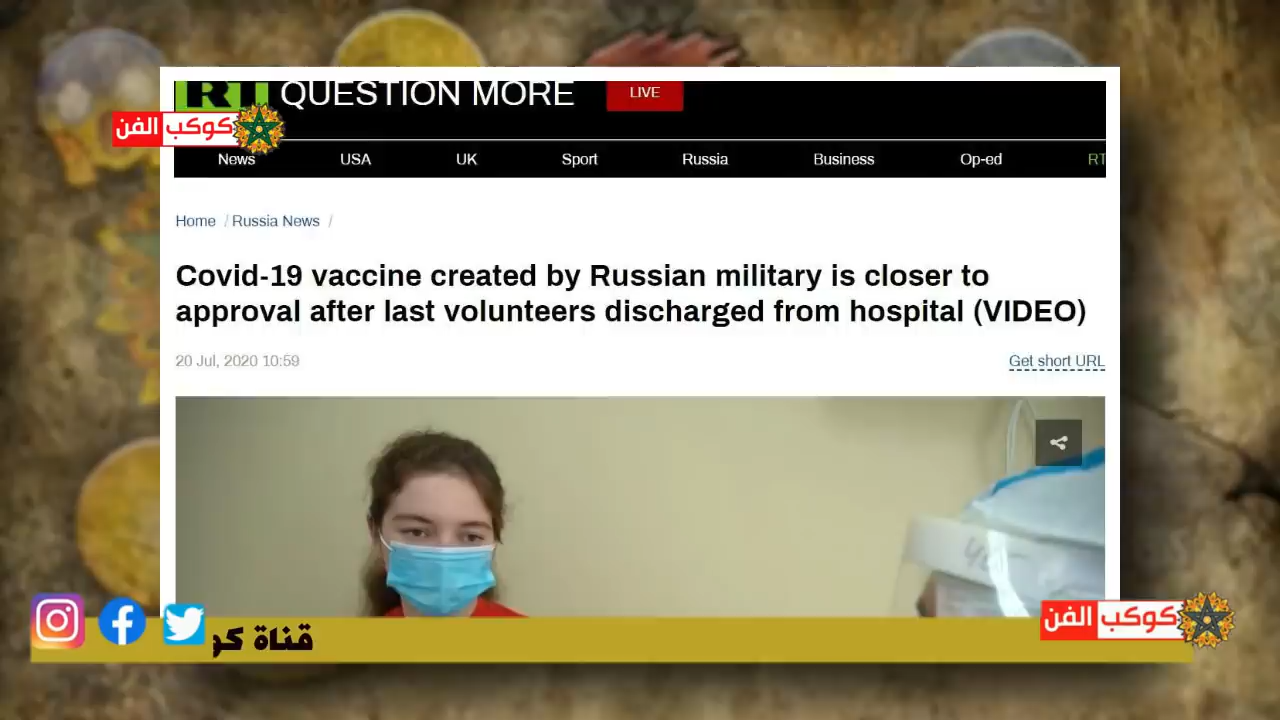 RT QUESTION MORE LIVE
كوكب الفن
News USA UK Sport Russia Business Op-ed RT
Home / Russia News /
Covid-19 vaccine created by Russian military is closer to
approval after last volunteers discharged from hospital (VIDEO)
20 Jul, 2020 10:59 Get short URL
كوكب الفن
قناة كو